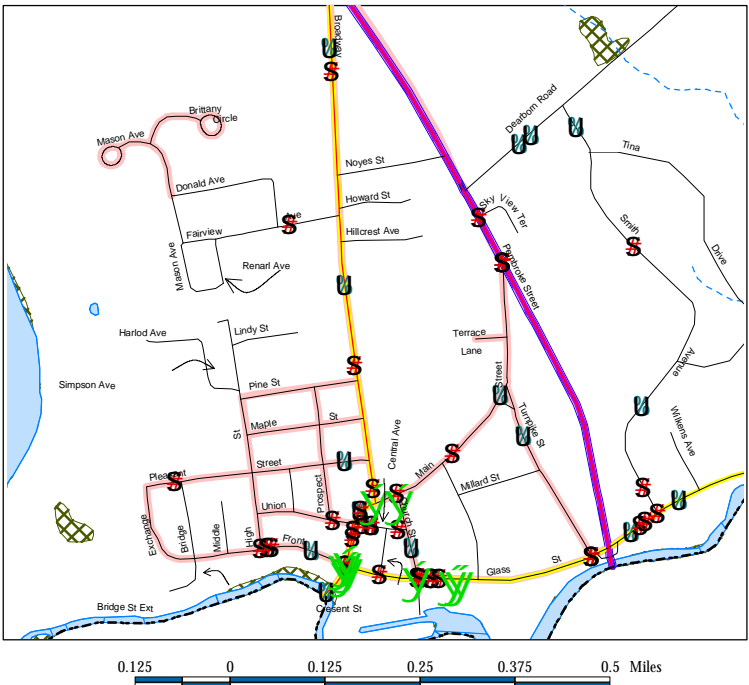 Broadway
Brittany
Circle
Mason Ave
Dearborn Road
Tina
Noyes St
Donald Ave
Howard St
Sky View Ter
Ave
Smith
Fairview
Hillcrest Ave
Mason Ave
Renarl Ave
Drive
Pembroke Street
Harlod Ave
Lindy St
Terrace
Lane
Simpson Ave
Avenue
Pine St
Street
Maple
St
St
Turnpike St
Wilkens Ave
Central Ave
Street
Main
Pleasant
Millard St
Prospect
Union
Church St
Exchange
Bridge
Middle
High
Front
Glass
St
Bridge St Ext
Cresent St
0.125 0 0.125 0.25 0.375 0.5 Miles